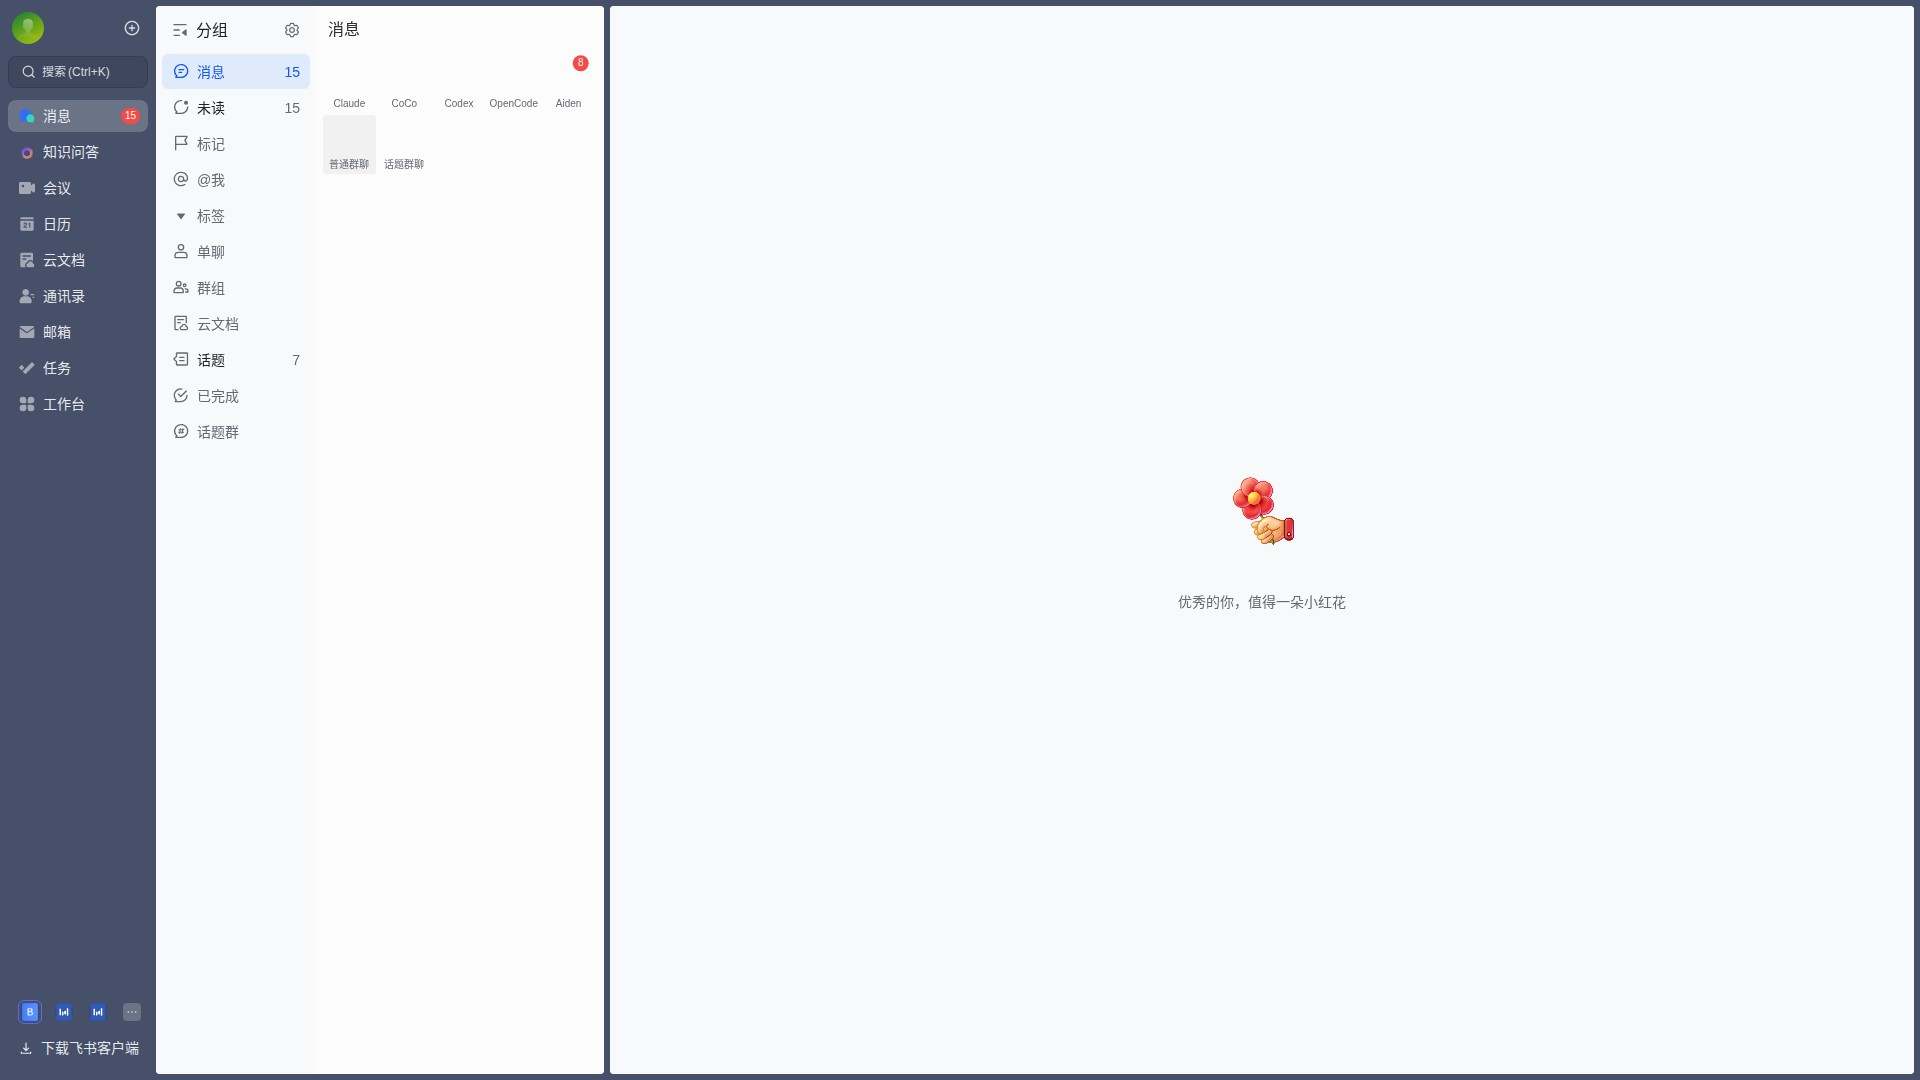 搜索 (Ctrl+K)
消息 15
知识问答
会议
日历
云文档
通讯录
邮箱
任务
工作台
B
下载飞书客户端
分组
消息 15
未读 15
标记
@我
标签
单聊
群组
云文档
话题 7
已完成
话题群
消息
8
Claude CoCo Codex OpenCode Aiden
普通群聊 话题群聊
优秀的你，值得一朵小红花